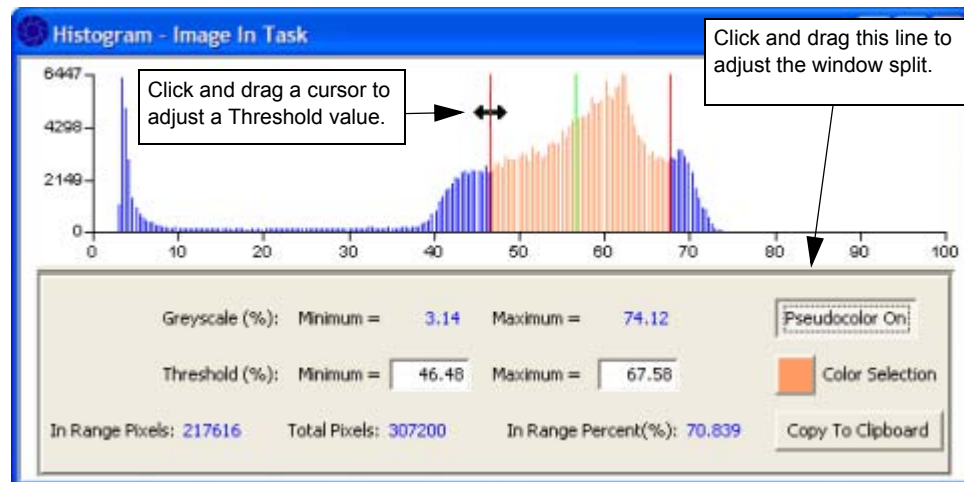 Histogram - Image In Task
Click and drag this line to
adjust the window split.
Click and drag a cursor to
adjust a Threshold value.
6447
4298
2149
0
0 10 20 30 40 50 60 70 80 90 100
Greyscale (%): Minimum = 3.14 Maximum = 74.12 Pseudocolor On
Threshold (%): Minimum = 46.48 Maximum = 67.58 Color Selection
In Range Pixels: 217616 Total Pixels: 307200 In Range Percent(%): 70.839 Copy To Clipboard